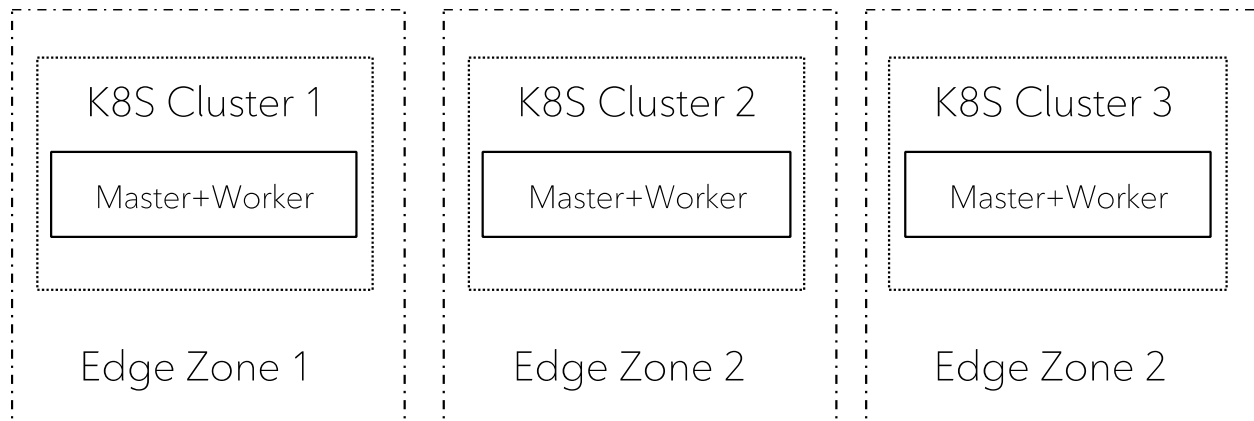 K8S Cluster 1
Master+Worker
Edge Zone 1
K8S Cluster 2
Master+Worker
Edge Zone 2
K8S Cluster 3
Master+Worker
Edge Zone 2